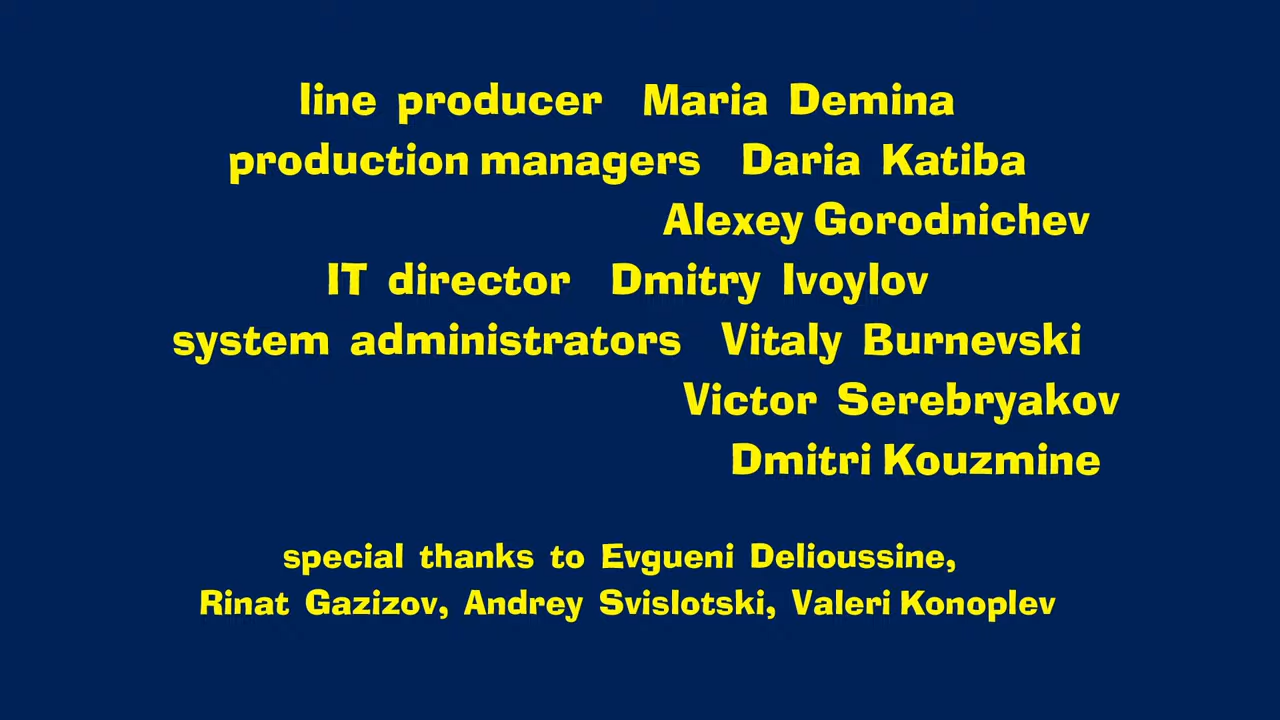 line producer Maria Demina
production managers Daria Katiba
Alexey Gorodnichev
IT director Dmitry Ivoylov
system administrators Vitaly Burnevski
Victor Serebryakov
Dmitri Kouzmine
special thanks to Evgueni Delioussine,
Rinat Gazizov, Andrey Svislotski, Valeri Konoplev